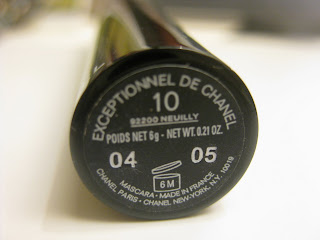 EXCEPTIONNEL DE CHANEL
10
92200 NEUILLY
POIDS NET 6g - NET WT. 0.21 OZ.
04 05
6 M
MASCARA - MADE IN FRANCE
CHANEL PARIS - CHANEL NEW-YORK, N.Y. 10019